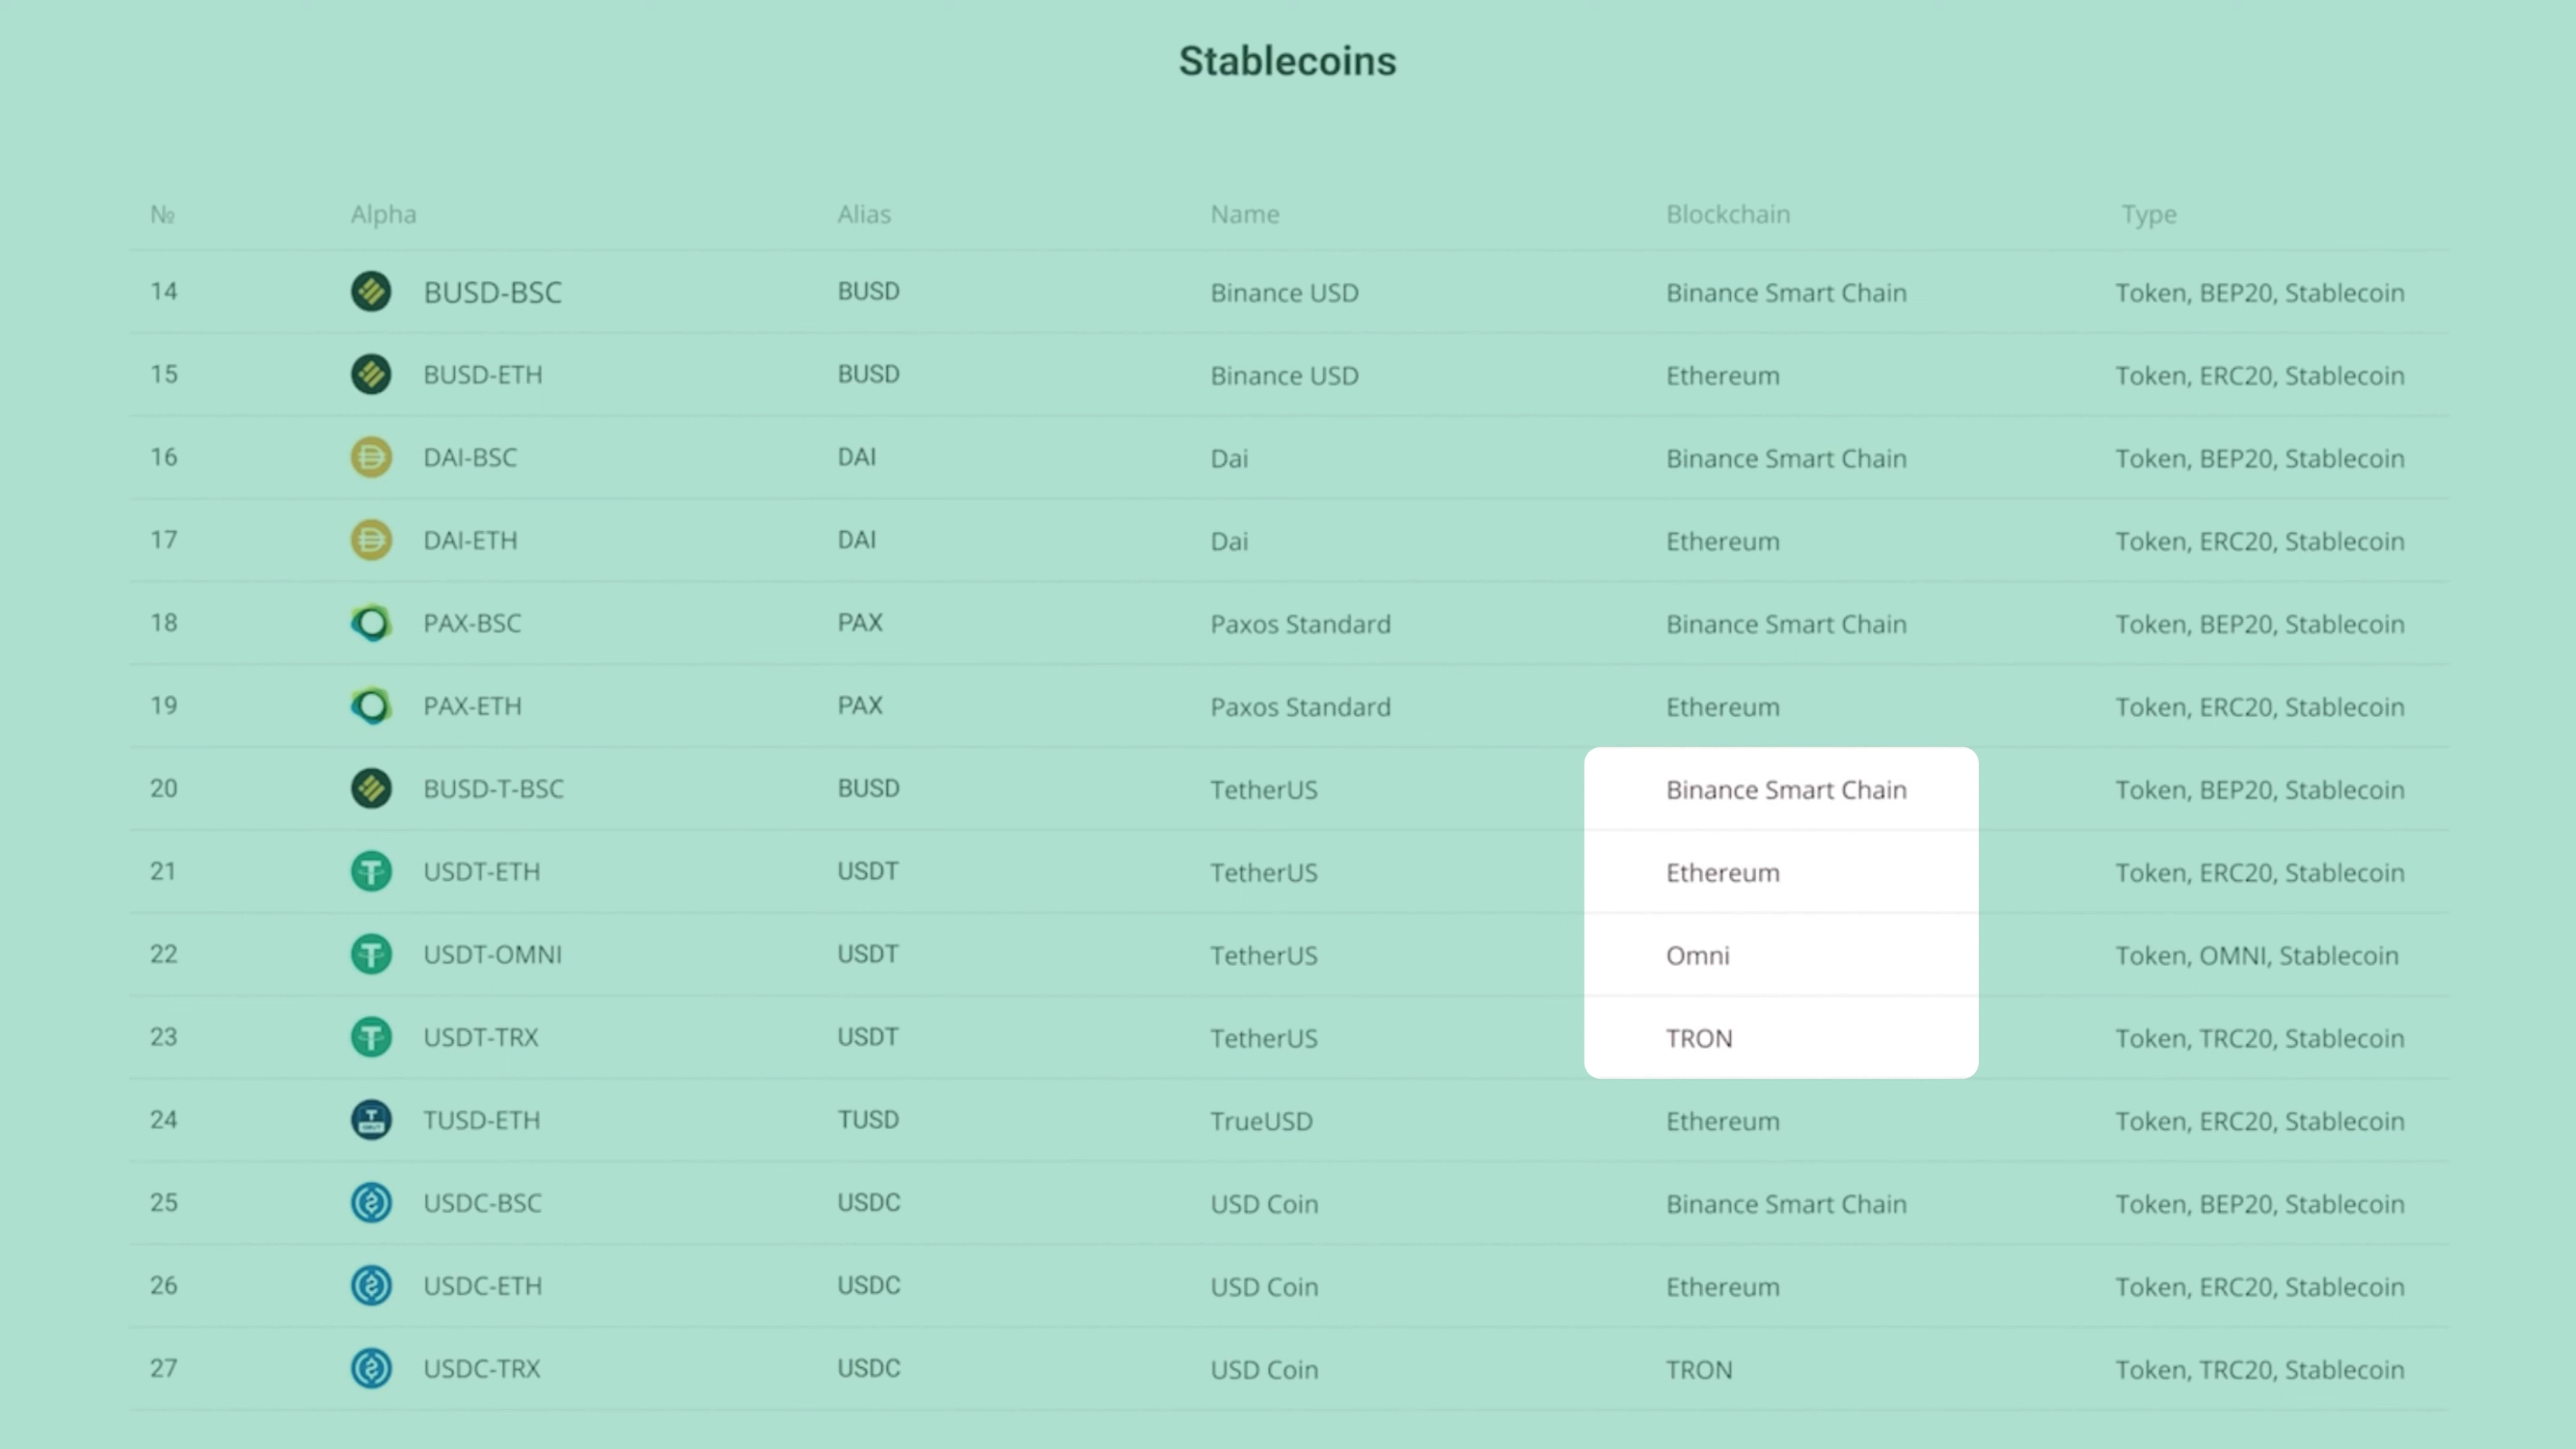 Stablecoins
№ Alpha Alias Name Blockchain Type
14 BUSD-BSC BUSD Binance USD Binance Smart Chain Token, BEP20, Stablecoin
15 BUSD-ETH BUSD Binance USD Ethereum Token, ERC20, Stablecoin
16 DAI-BSC DAI Dai Binance Smart Chain Token, BEP20, Stablecoin
17 DAI-ETH DAI Dai Ethereum Token, ERC20, Stablecoin
18 PAX-BSC PAX Paxos Standard Binance Smart Chain Token, BEP20, Stablecoin
19 PAX-ETH PAX Paxos Standard Ethereum Token, ERC20, Stablecoin
20 BUSD-T-BSC BUSD TetherUS Binance Smart Chain Token, BEP20, Stablecoin
21 USDT-ETH USDT TetherUS Ethereum Token, ERC20, Stablecoin
22 USDT-OMNI USDT TetherUS Omni Token, OMNI, Stablecoin
23 USDT-TRX USDT TetherUS TRON Token, TRC20, Stablecoin
24 TUSD-ETH TUSD TrueUSD Ethereum Token, ERC20, Stablecoin
25 USDC-BSC USDC USD Coin Binance Smart Chain Token, BEP20, Stablecoin
26 USDC-ETH USDC USD Coin Ethereum Token, ERC20, Stablecoin
27 USDC-TRX USDC USD Coin TRON Token, TRC20, Stablecoin